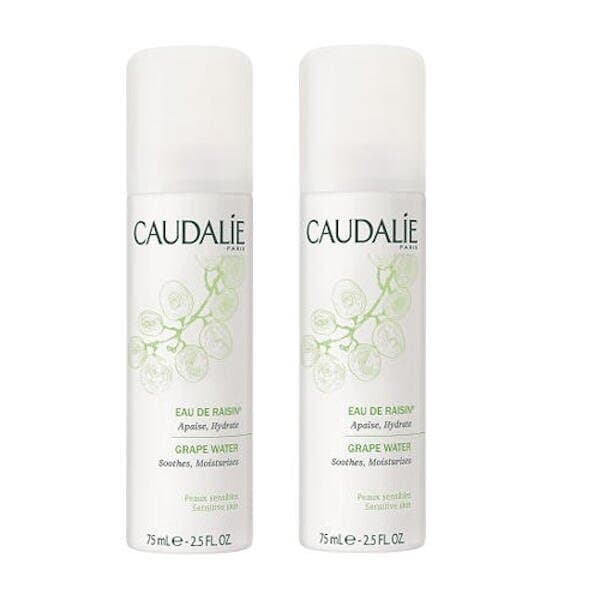 CAUDALÍE
PARIS
EAU DE RAISIN®
Apaise, Hydrate
GRAPE WATER
Soothes, Moisturizes
Peaux sensibles
Sensitive skin
75 mL ℮ - 2.5 FL. OZ.
CAUDALÍE
PARIS
EAU DE RAISIN®
Apaise, Hydrate
GRAPE WATER
Soothes, Moisturizes
Peaux sensibles
Sensitive skin
75 mL ℮ - 2.5 FL. OZ.